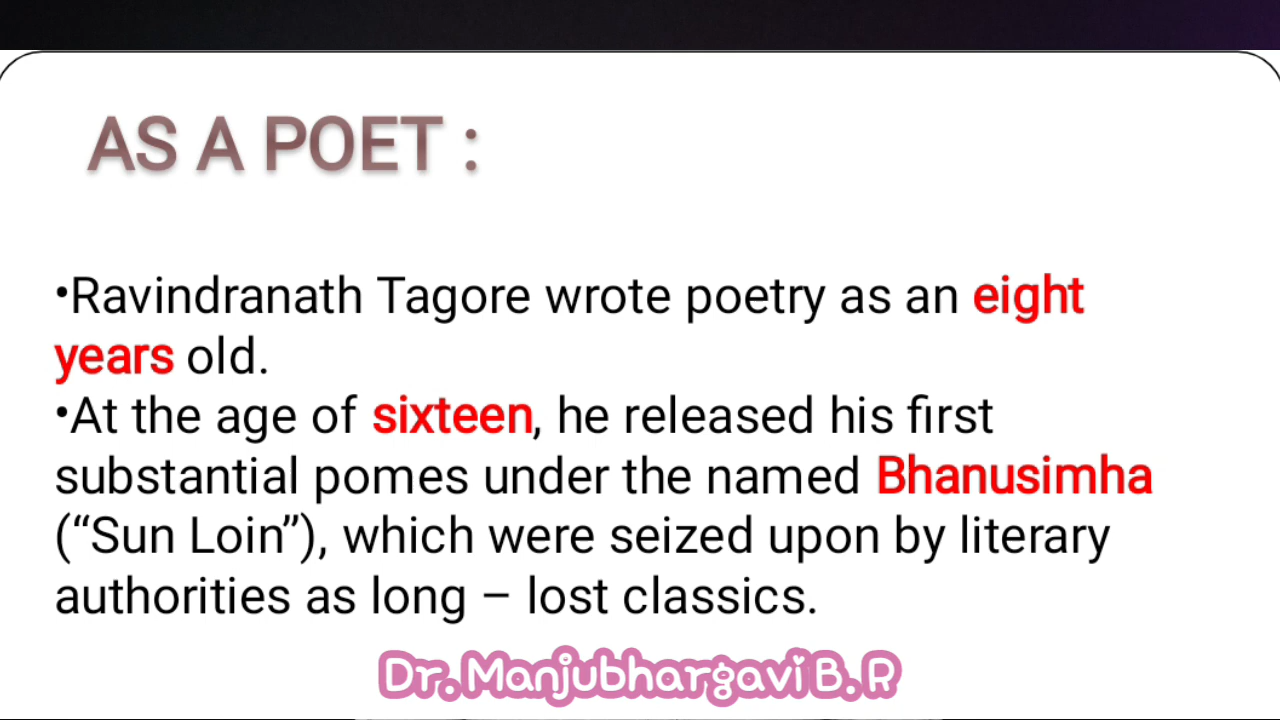 AS A POET :
•Ravindranath Tagore wrote poetry as an eight
years old.
•At the age of sixteen, he released his first
substantial pomes under the named Bhanusimha
(“Sun Loin”), which were seized upon by literary
authorities as long – lost classics.
Dr. Manjubhargavi B. R